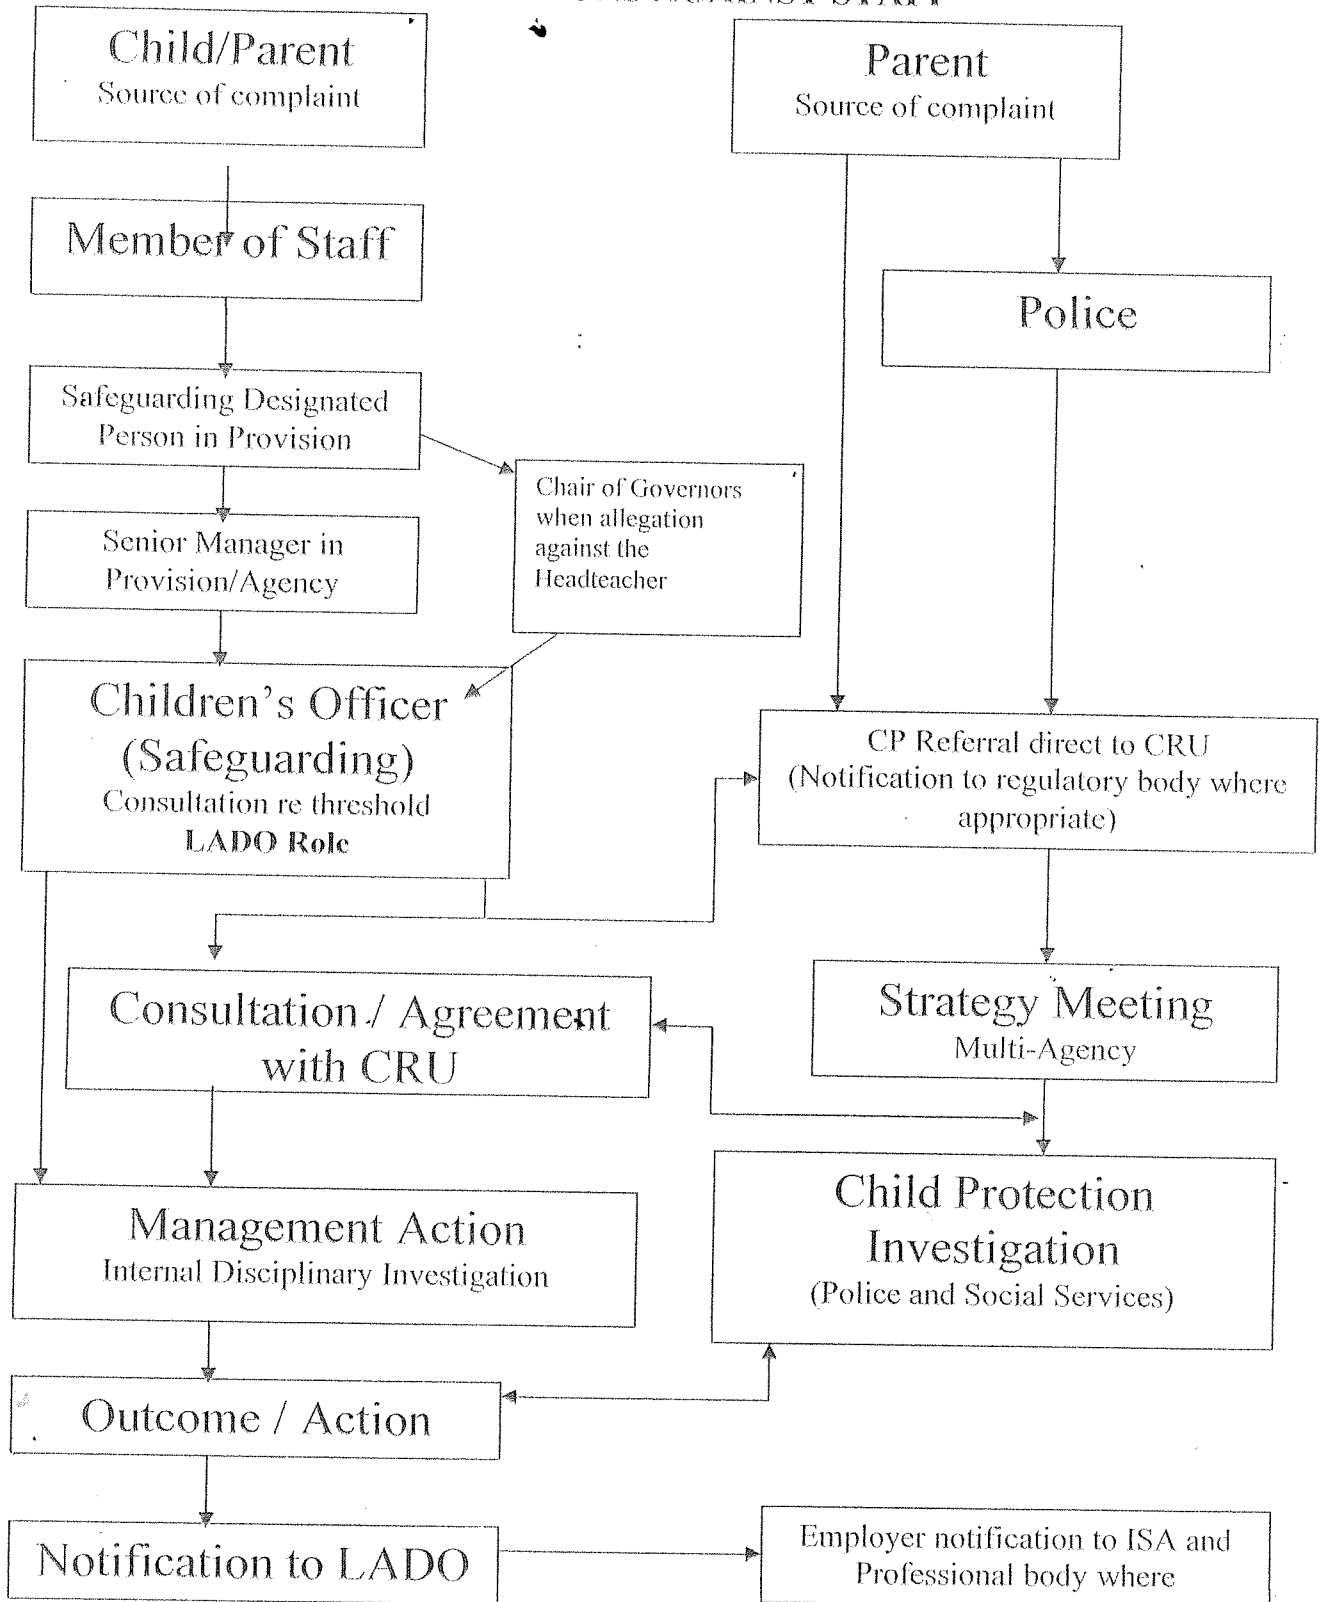 AGAINST STAFF
Child/Parent
Source of complaint
Parent
Source of complaint
Member of Staff
Police
Safeguarding Designated
Person in Provision
Chair of Governors
when allegation
against the
Headteacher
Senior Manager in
Provision/Agency
Children's Officer
(Safeguarding)
Consultation re threshold
LADO Role
CP Referral direct to CRU
(Notification to regulatory body where
appropriate)
Consultation / Agreement
with CRU
Strategy Meeting
Multi-Agency
Management Action
Internal Disciplinary Investigation
Child Protection
Investigation
(Police and Social Services)
Outcome / Action
Notification to LADO
Employer notification to ISA and
Professional body where